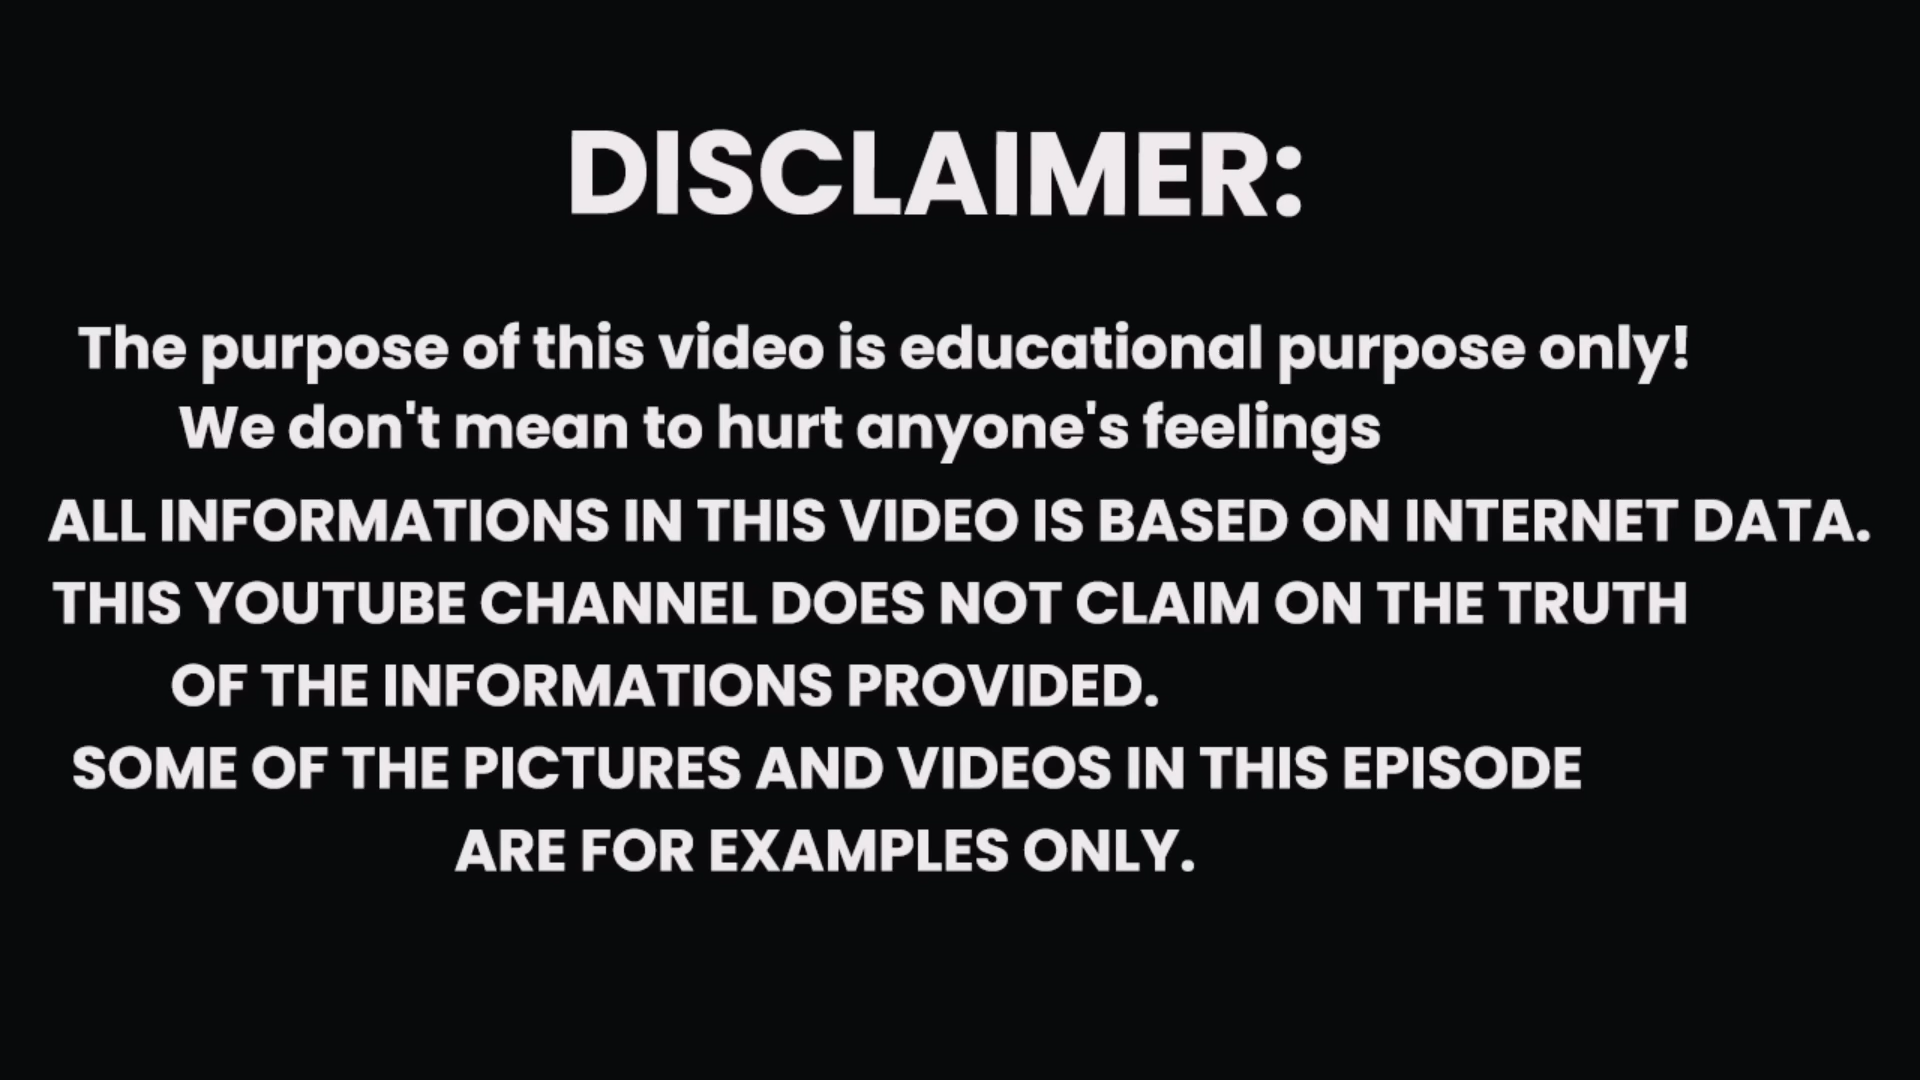 DISCLAIMER:
The purpose of this video is educational purpose only!
We don't mean to hurt anyone's feelings
ALL INFORMATIONS IN THIS VIDEO IS BASED ON INTERNET DATA.
THIS YOUTUBE CHANNEL DOES NOT CLAIM ON THE TRUTH
OF THE INFORMATIONS PROVIDED.
SOME OF THE PICTURES AND VIDEOS IN THIS EPISODE
ARE FOR EXAMPLES ONLY.